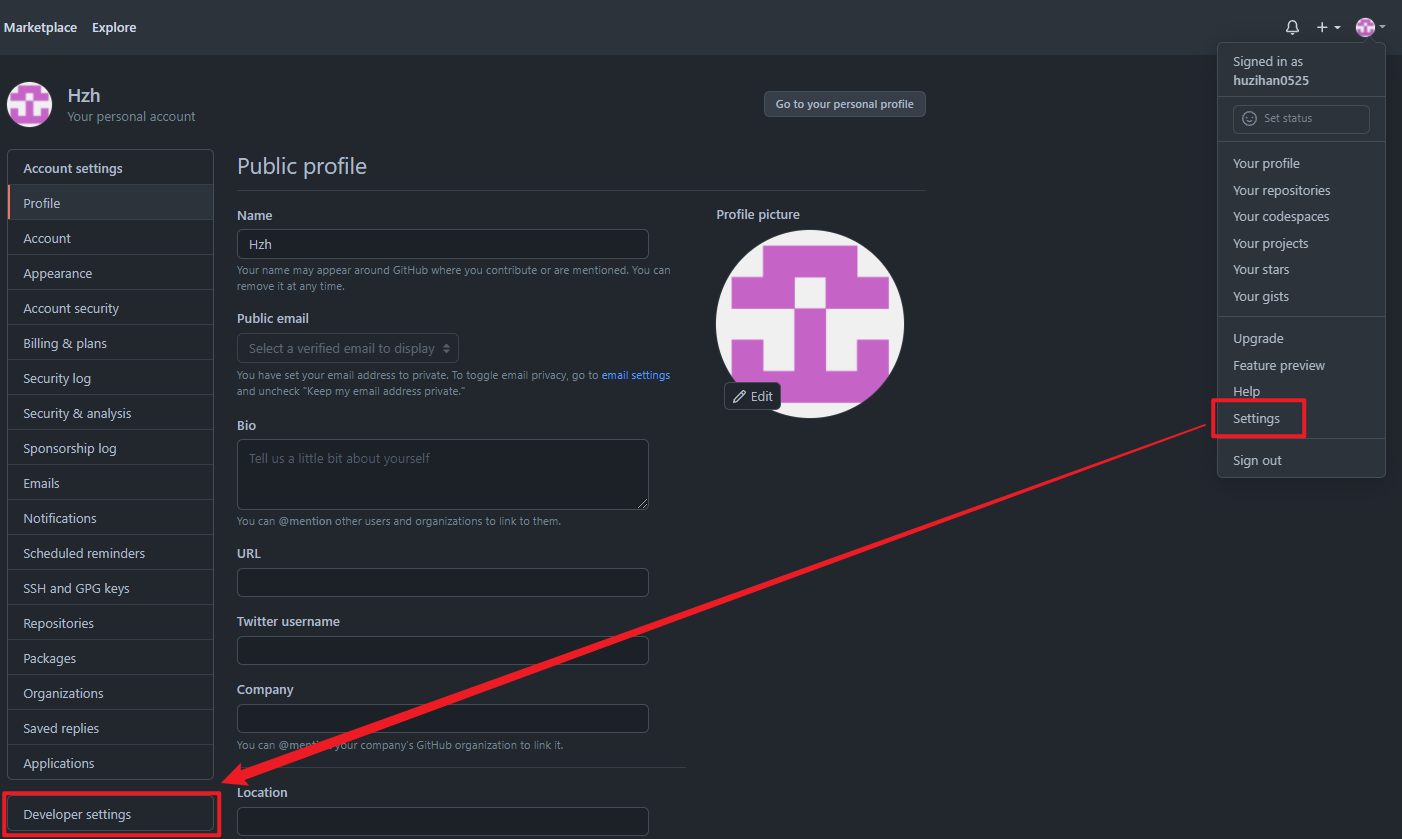 Marketplace Explore
Hzh
Your personal account
Go to your personal profile
Account settings
Profile
Account
Appearance
Account security
Billing & plans
Security log
Security & analysis
Sponsorship log
Emails
Notifications
Scheduled reminders
SSH and GPG keys
Repositories
Packages
Organizations
Saved replies
Applications
Developer settings
Public profile
Name
Hzh
Your name may appear around GitHub where you contribute or are mentioned. You can
remove it at any time.
Public email
Select a verified email to display
You have set your email address to private. To toggle email privacy, go to email settings
and uncheck "Keep my email address private."
Bio
Tell us a little bit about yourself
You can @mention other users and organizations to link to them.
URL
Twitter username
Company
You can @mention your company's GitHub organization to link it.
Location
Profile picture
Edit
Signed in as
huzihan0525
Set status
Your profile
Your repositories
Your codespaces
Your projects
Your stars
Your gists
Upgrade
Feature preview
Help
Settings
Sign out